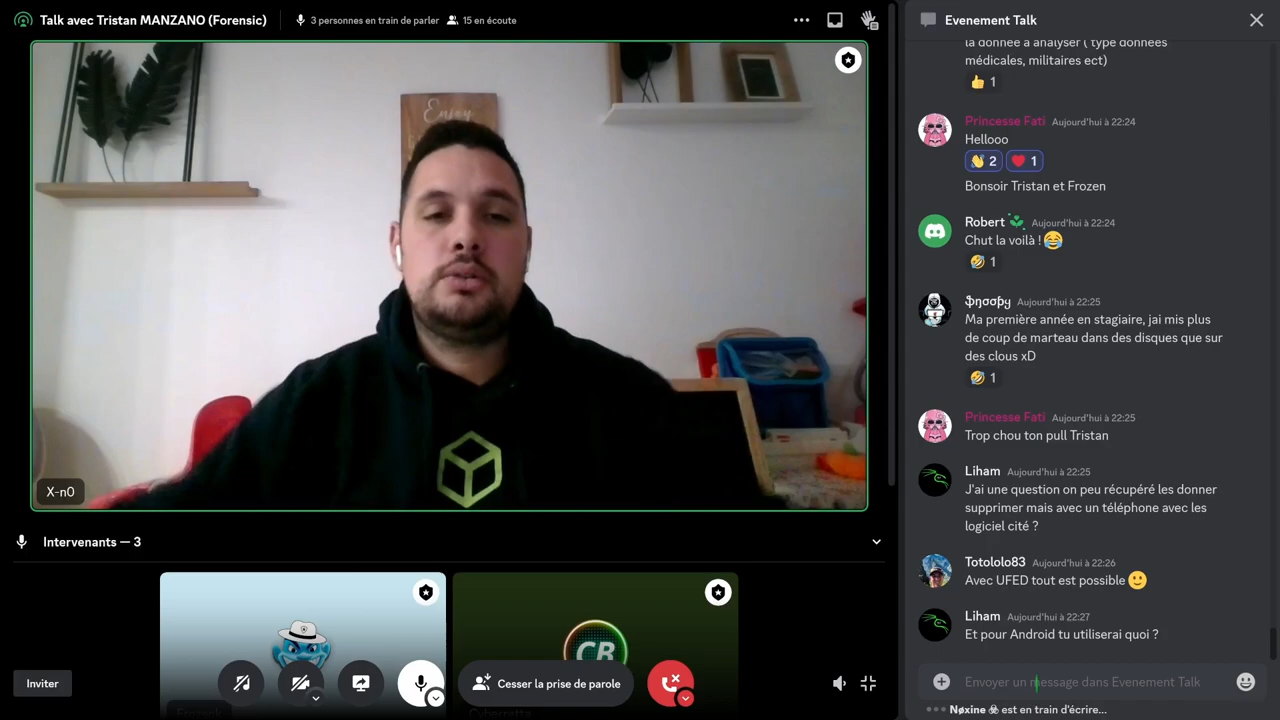 Talk avec Tristan MANZANO (Forensic)
3 personnes en train de parler
15 en écoute
Evenement Talk
la donnée à analyser ( type données
médicales, militaires ect)
👍 1
Princesse Fati Aujourd'hui à 22:24
Hellooo
👋 2 ❤️ 1
Bonsoir Tristan et Frozen
Robert Aujourd'hui à 22:24
Chut la voilà ! 😂
🤣 1
Aujourd'hui à 22:25
Ma première année en stagiaire, jai mis plus
de coup de marteau dans des disques que sur
des clous xD
🤣 1
Princesse Fati Aujourd'hui à 22:25
Trop chou ton pull Tristan
Liham Aujourd'hui à 22:25
J'ai une question on peu récupéré les donner
supprimer mais avec un téléphone avec les
logiciel cité ?
Totololo83 Aujourd'hui à 22:26
Avec UFED tout est possible 🙂
Liham Aujourd'hui à 22:27
Et pour Android tu utiliserai quoi ?
Envoyer un message dans Evenement Talk
Nøxine est en train d'écrire...
Enjoy
X-n0
Intervenants — 3
CB
Inviter
Cesser la prise de parole